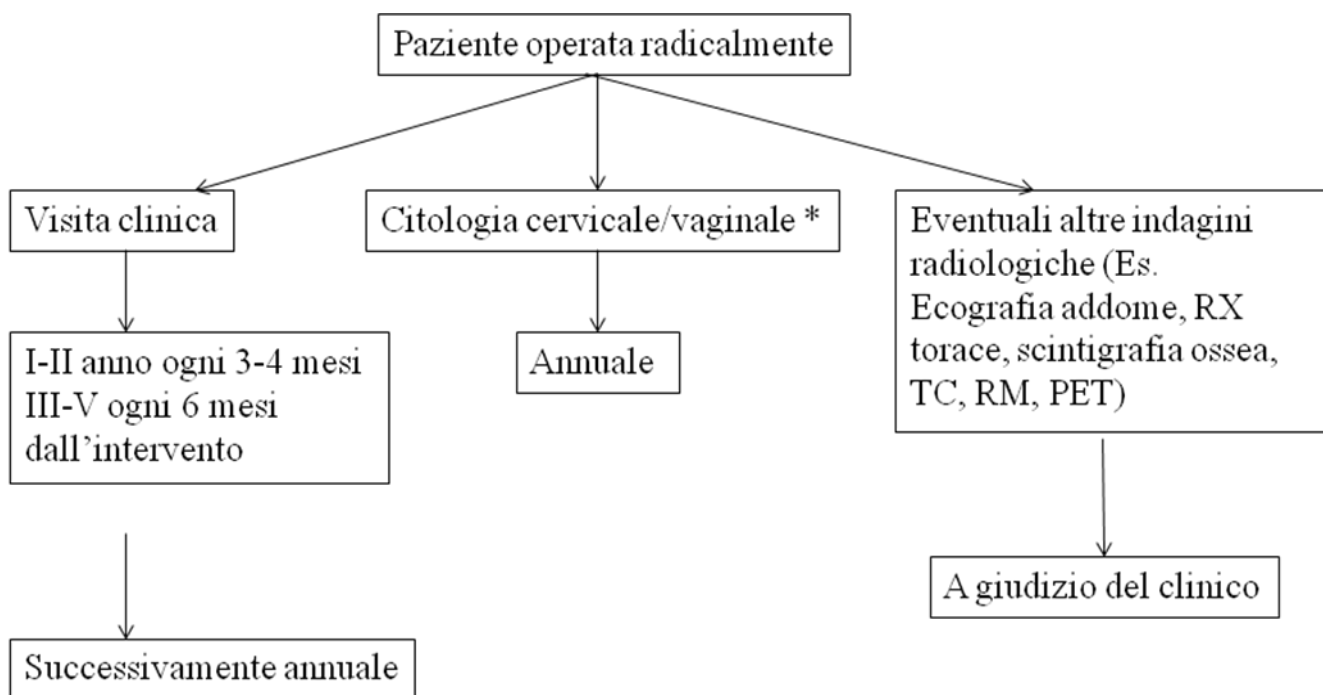 Paziente operata radicalmente
Visita clinica
Citologia cervicale/vaginale *
Eventuali altre indagini
radiologiche (Es.
Ecografia addome, RX
torace, scintigrafia ossea,
TC, RM, PET)
I-II anno ogni 3-4 mesi
III-V ogni 6 mesi
dall’intervento
Annuale
A giudizio del clinico
Successivamente annuale